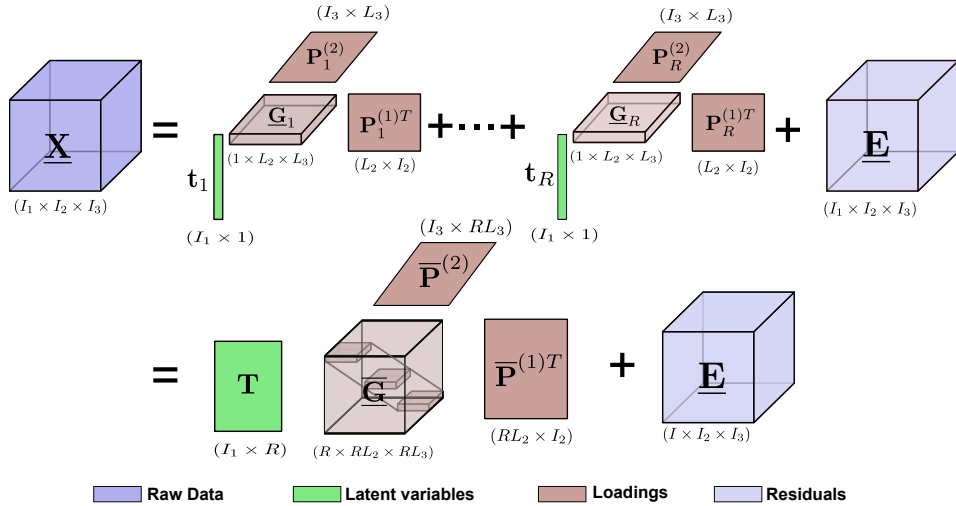 (I₃ × L₃) (I₃ × L₃)
P₁⁽²⁾ P_R⁽²⁾
X = G₁ P₁⁽¹⁾ᵀ +···+ G_R P_R⁽¹⁾ᵀ + E
(1 × L₂ × L₃) (L₂ × I₂) (1 × L₂ × L₃) (L₂ × I₂)
t₁ t_R
(I₁ × I₂ × I₃) (I₁ × I₂ × I₃)
(I₁ × 1) (I₁ × 1)
(I₃ × RL₃)
P̅⁽²⁾
= T G̅ P̅⁽¹⁾ᵀ + E
(I₁ × R) (R × RL₂ × RL₃) (RL₂ × I₂) (I × I₂ × I₃)
Raw Data Latent variables Loadings Residuals